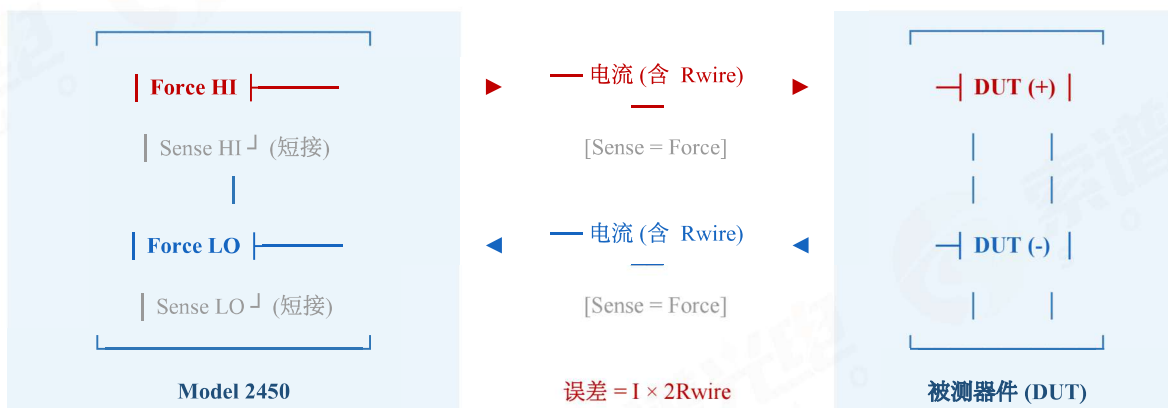 Force HI 电流 (含 Rwire) DUT (+)
Sense HI ┘ (短接) [Sense = Force]
Force LO 电流 (含 Rwire) DUT (-)
Sense LO ┘ (短接) [Sense = Force]
Model 2450 误差 = I × 2Rwire 被测器件 (DUT)